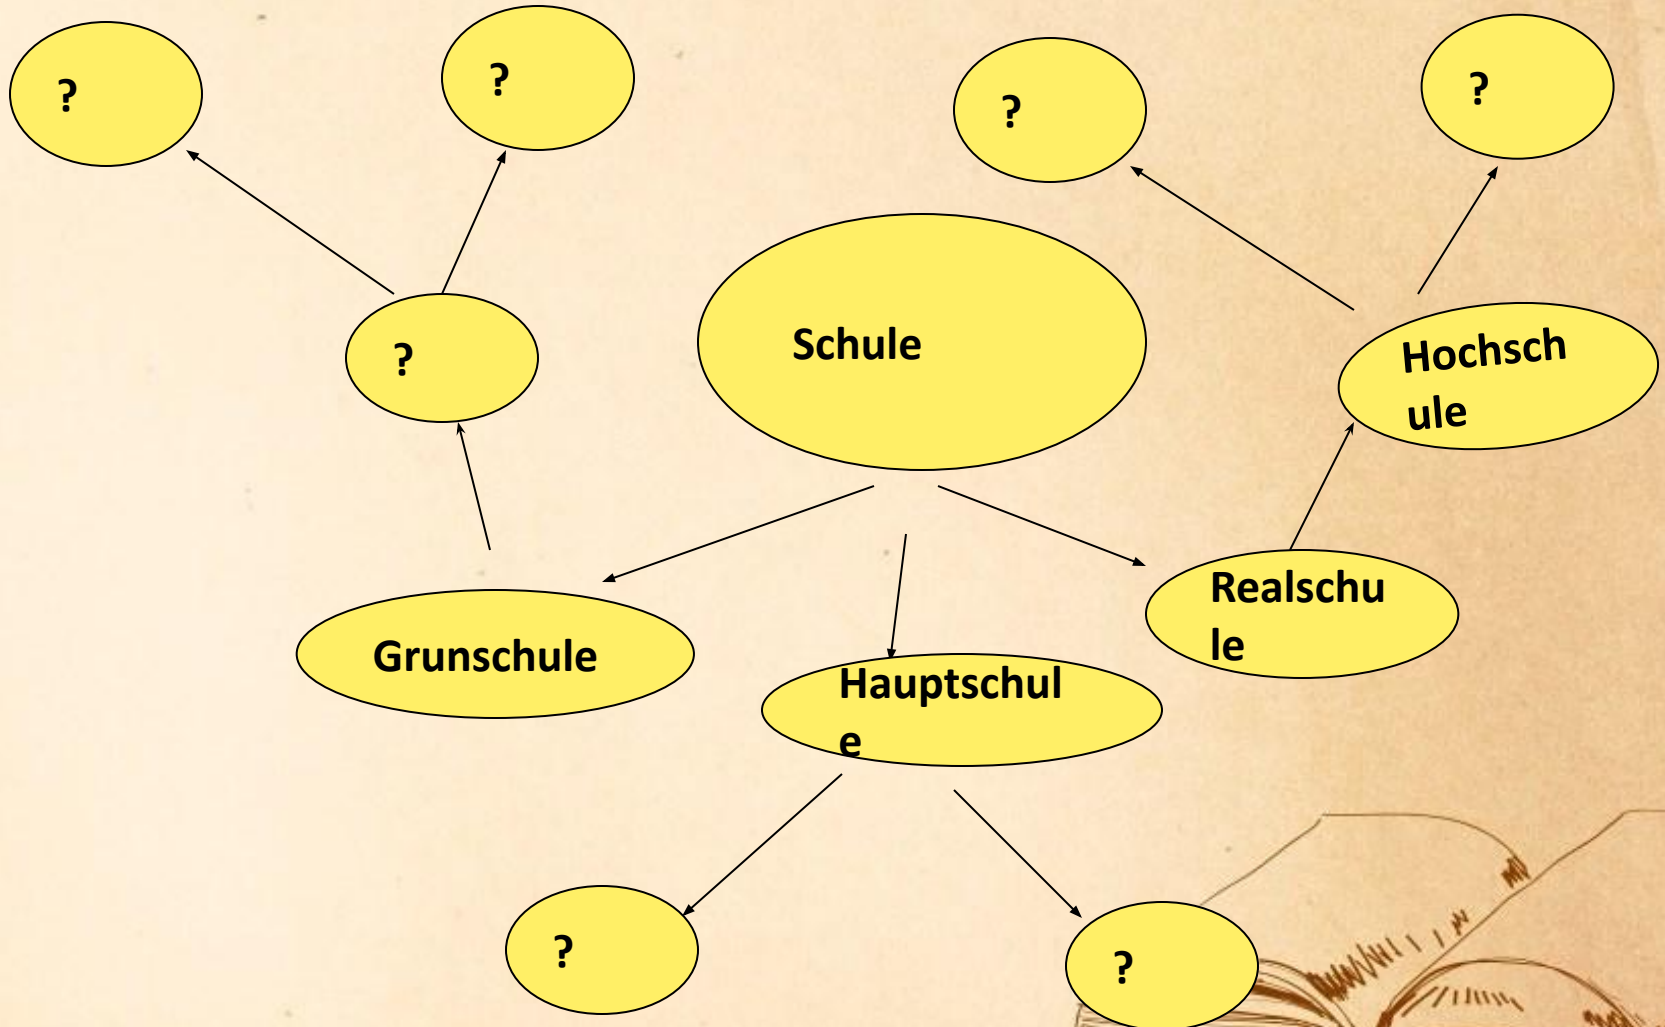 ?
?
?
?
Schule
?
Hochsch
ule
Grunschule
Realschu
le
Hauptschul
e
?
?